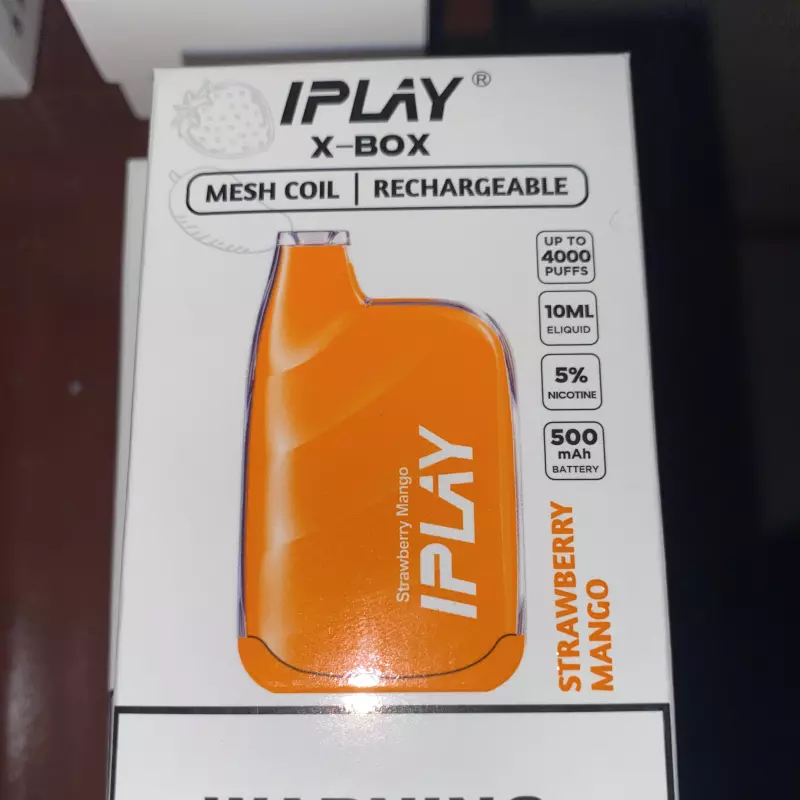 IPLAY®
X-BOX
MESH COIL | RECHARGEABLE
UP TO
4000
PUFFS
10ML
ELIQUID
5%
NICOTINE
500
mAh
BATTERY
Strawberry Mango
IPLAY
STRAWBERRY
MANGO
WARNING